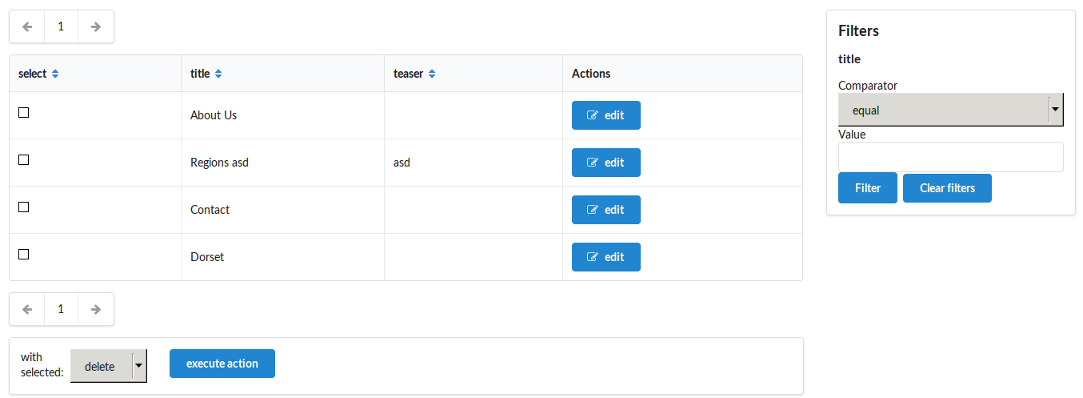 1
select title teaser Actions
About Us edit
Regions asd asd edit
Contact edit
Dorset edit
1
with
selected: delete execute action
Filters
title
Comparator
equal
Value
Filter Clear filters